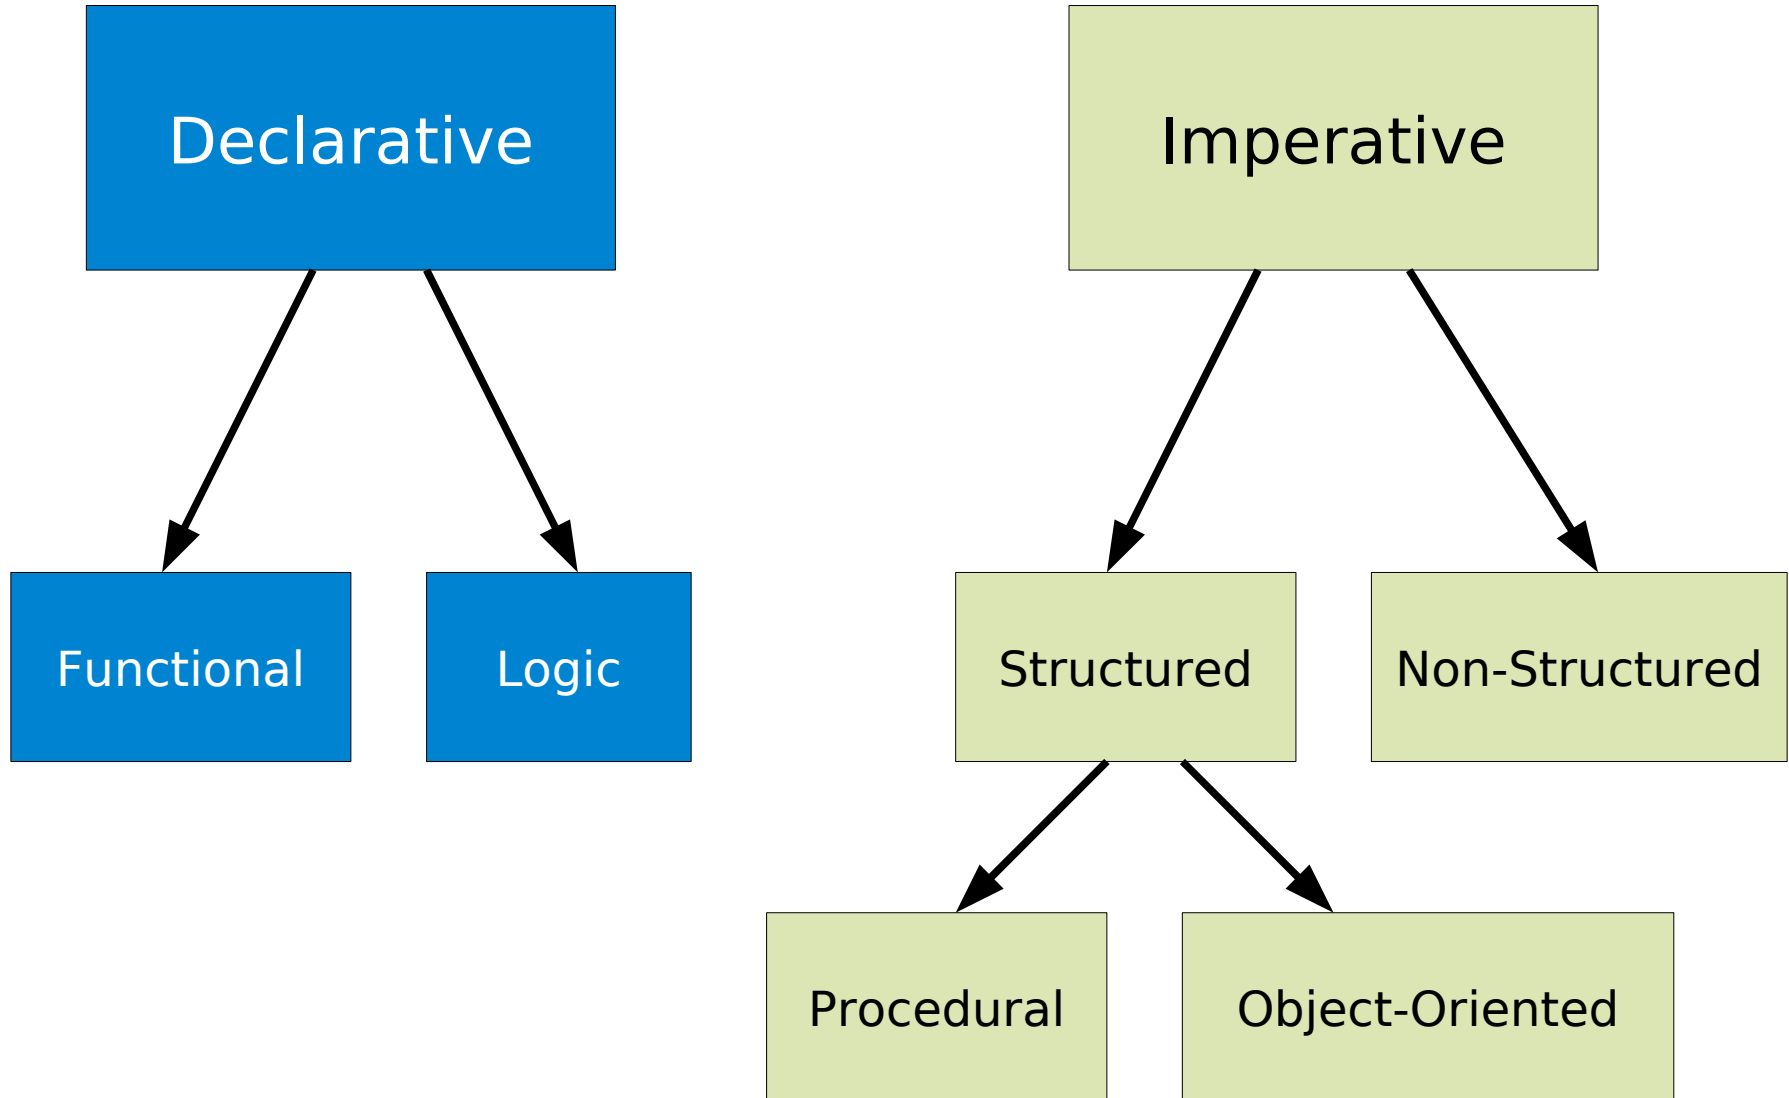 Declarative
Imperative
Functional
Logic
Structured
Non-Structured
Procedural
Object-Oriented